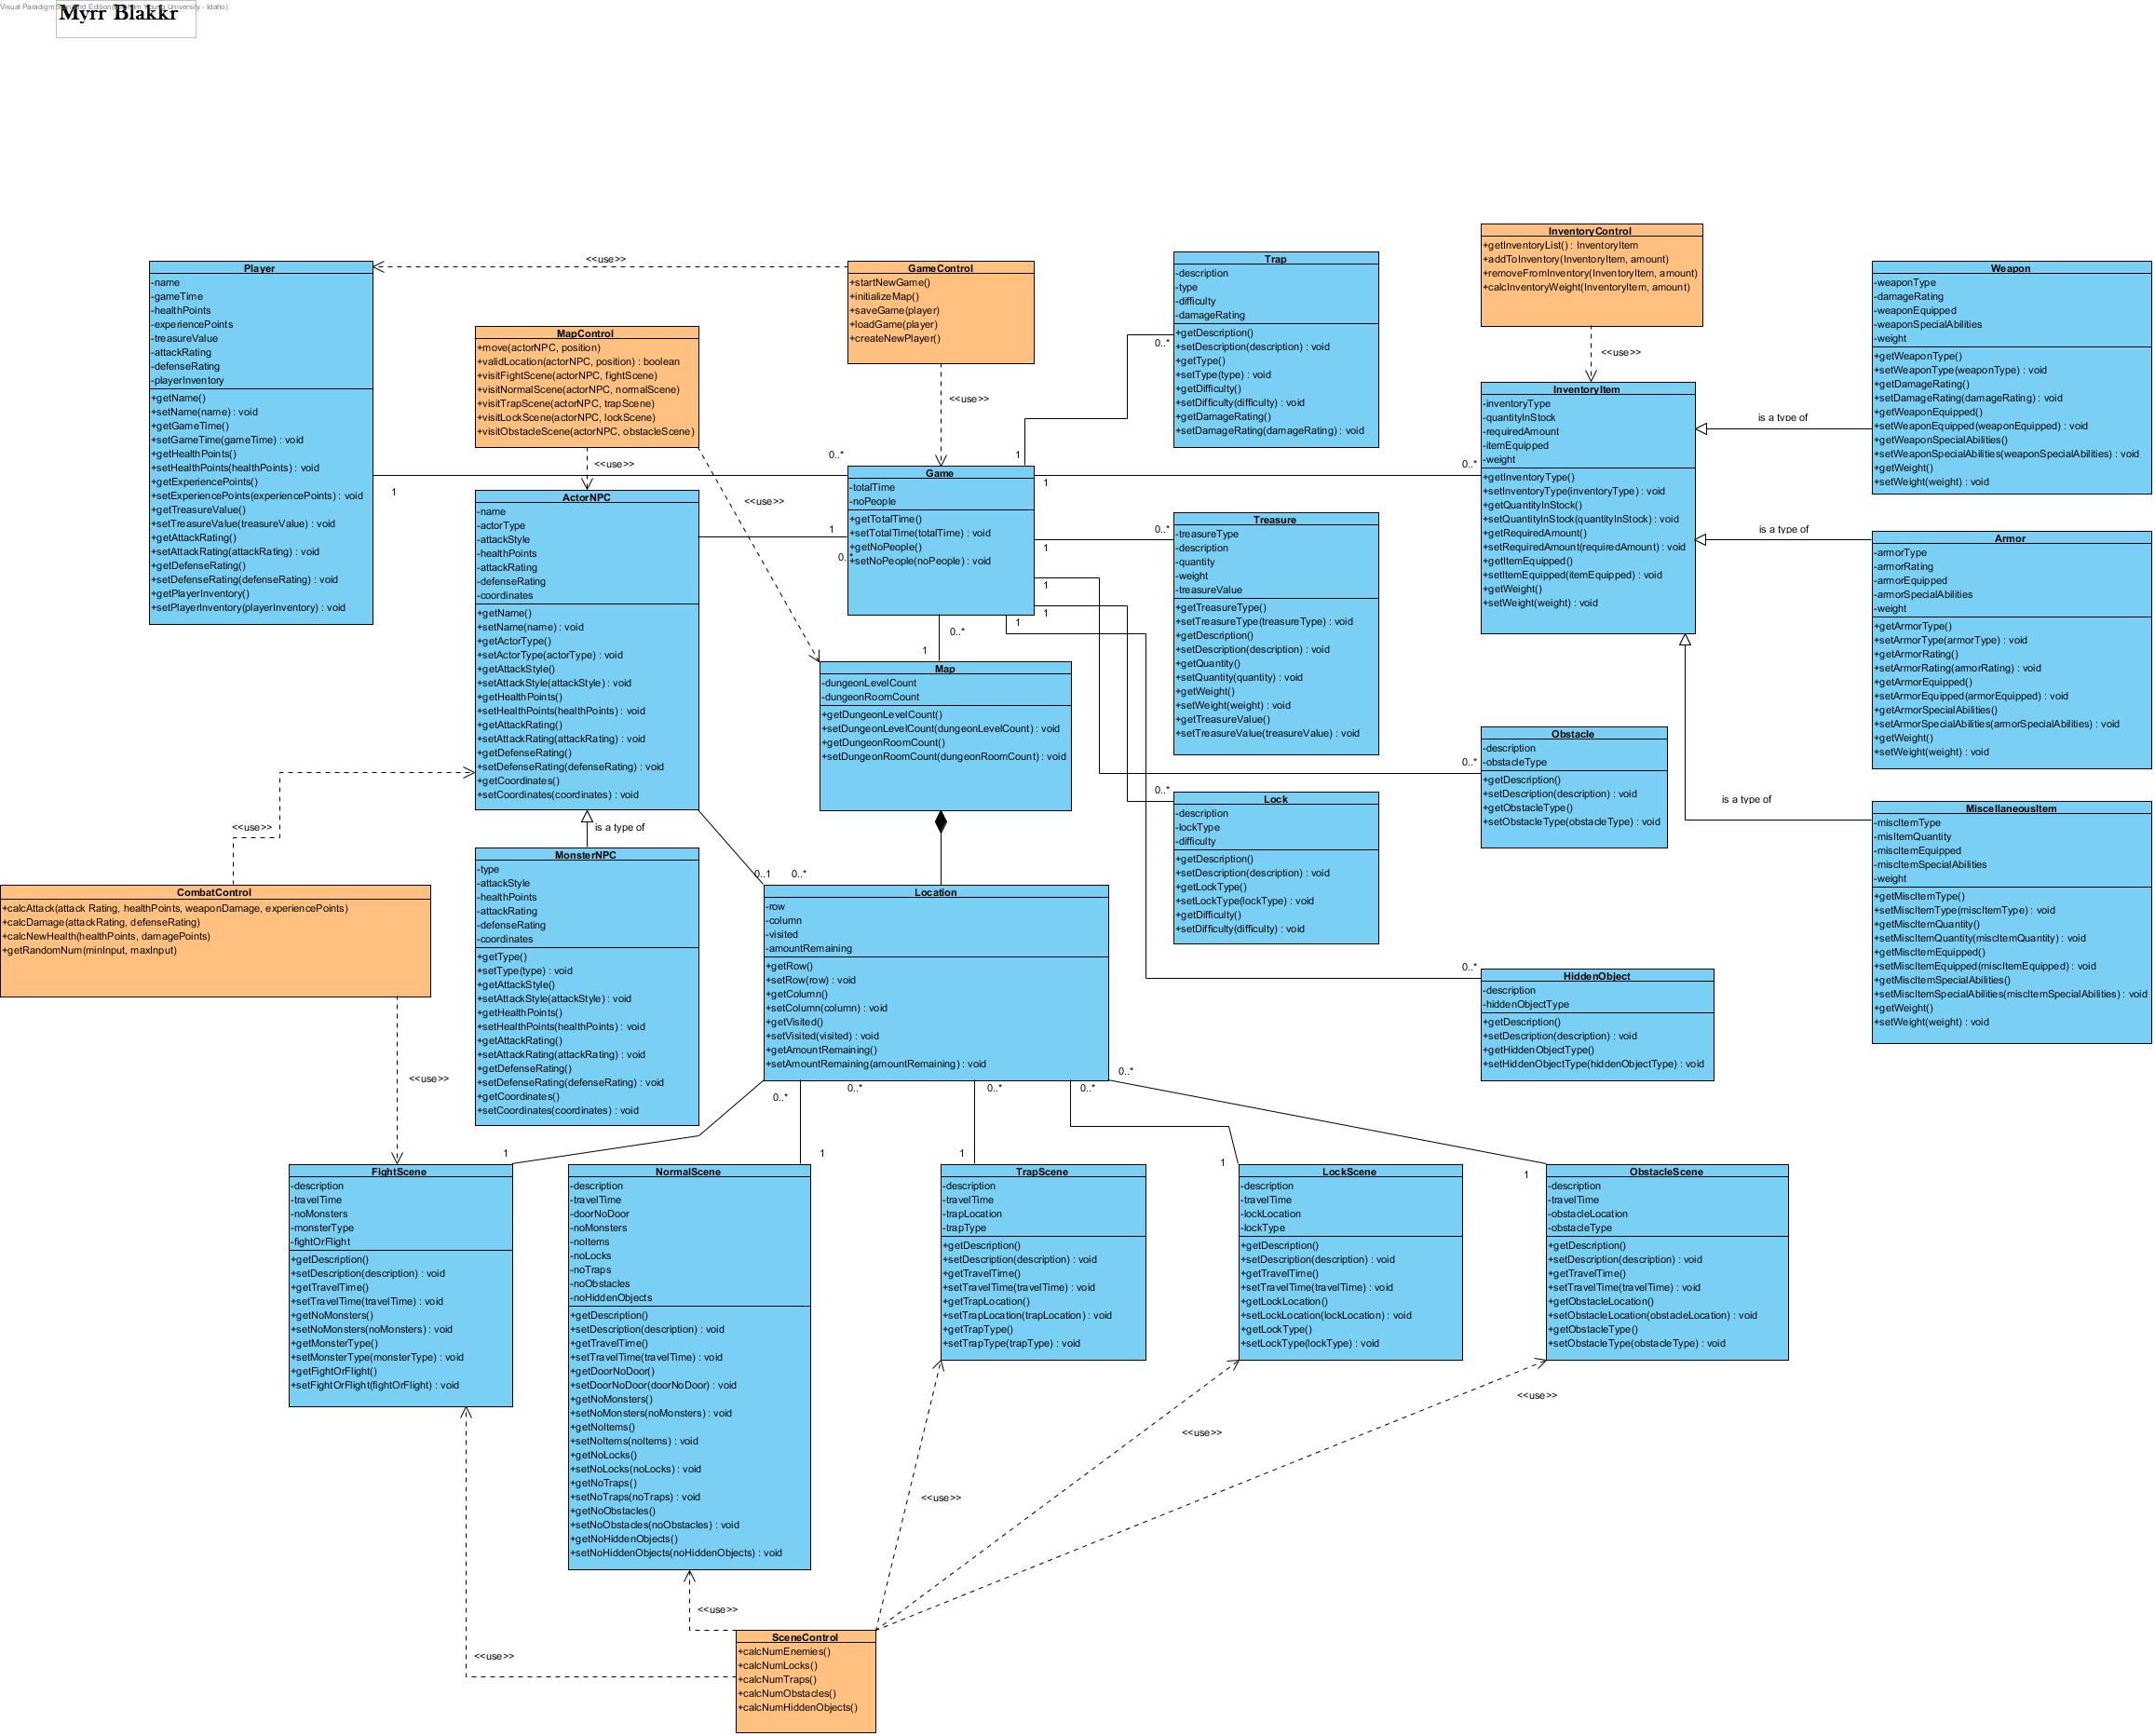 Myrr Blakkr
<<use>>
Player
-name
-gameTime
-healthPoints
-experiencePoints
-treasureValue
-attackRating
-defenseRating
-playerInventory
+getName()
+setName(name) : void
+getGameTime()
+setGameTime(gameTime) : void
+getHealthPoints()
+setHealthPoints(healthPoints) : void
+getExperiencePoints()
+setExperiencePoints(experiencePoints) : void
+getTreasureValue()
+setTreasureValue(treasureValue) : void
+getAttackRating()
+setAttackRating(attackRating) : void
+getDefenseRating()
+setDefenseRating(defenseRating) : void
+getPlayerInventory()
+setPlayerInventory(playerInventory) : void
1
0..*
MapControl
+move(actorNPC, position)
+validLocation(actorNPC, position) : boolean
+visitFightScene(actorNPC, fightScene)
+visitNormalScene(actorNPC, normalScene)
+visitTrapScene(actorNPC, trapScene)
+visitLockScene(actorNPC, lockScene)
+visitObstacleScene(actorNPC, obstacleScene)
<<use>>
<<use>>
GameControl
+startNewGame()
+initializeMap()
+saveGame(player)
+loadGame(player)
+createNewPlayer()
<<use>>
Trap
-description
-type
-difficulty
-damageRating
+getDescription()
+setDescription(description) : void
+getType()
+setType(type) : void
+getDifficulty()
+setDifficulty(difficulty) : void
+getDamageRating()
+setDamageRating(damageRating) : void
0..*
1
InventoryControl
+getInventoryList() : InventoryItem
+addToInventory(InventoryItem, amount)
+removeFromInventory(InventoryItem, amount)
+calcInventoryWeight(InventoryItem, amount)
<<use>>
InventoryItem
-inventoryType
-quantityInStock
-requiredAmount
-itemEquipped
-weight
+getInventoryType()
+setInventoryType(inventoryType) : void
+getQuantityInStock()
+setQuantityInStock(quantityInStock) : void
+getRequiredAmount()
+setRequiredAmount(requiredAmount) : void
+getItemEquipped()
+setItemEquipped(itemEquipped) : void
+getWeight()
+setWeight(weight) : void
0..*
1
is a type of
Weapon
-weaponType
-damageRating
-weaponEquipped
-weaponSpecialAbilities
-weight
+getWeaponType()
+setWeaponType(weaponType) : void
+getDamageRating()
+setDamageRating(damageRating) : void
+getWeaponEquipped()
+setWeaponEquipped(weaponEquipped) : void
+getWeaponSpecialAbilities()
+setWeaponSpecialAbilities(weaponSpecialAbilities) : void
+getWeight()
+setWeight(weight) : void
is a type of
Armor
-armorType
-armorRating
-armorEquipped
-armorSpecialAbilities
-weight
+getArmorType()
+setArmorType(armorType) : void
+getArmorRating()
+setArmorRating(armorRating) : void
+getArmorEquipped()
+setArmorEquipped(armorEquipped) : void
+getArmorSpecialAbilities()
+setArmorSpecialAbilities(armorSpecialAbilities) : void
+getWeight()
+setWeight(weight) : void
is a type of
MiscellaneousItem
-miscItemType
-misItemQuantity
-miscItemEquipped
-miscItemSpecialAbilities
-weight
+getMiscItemType()
+setMiscItemType(miscItemType) : void
+getMiscItemQuantity()
+setMiscItemQuantity(miscItemQuantity) : void
+getMiscItemEquipped()
+setMiscItemEquipped(miscItemEquipped) : void
+getMiscItemSpecialAbilities()
+setMiscItemSpecialAbilities(miscItemSpecialAbilities) : void
+getWeight()
+setWeight(weight) : void
ActorNPC
-name
-actorType
-attackStyle
-healthPoints
-attackRating
-defenseRating
-coordinates
+getName()
+setName(name) : void
+getActorType()
+setActorType(actorType) : void
+getAttackStyle()
+setAttackStyle(attackStyle) : void
+getHealthPoints()
+setHealthPoints(healthPoints) : void
+getAttackRating()
+setAttackRating(attackRating) : void
+getDefenseRating()
+setDefenseRating(defenseRating) : void
+getCoordinates()
+setCoordinates(coordinates) : void
1
0..*
Game
-totalTime
-noPeople
+getTotalTime()
+setTotalTime(totalTime) : void
+getNoPeople()
+setNoPeople(noPeople) : void
0..*
1
1
1
1
1
Treasure
-treasureType
-description
-quantity
-weight
-treasureValue
+getTreasureType()
+setTreasureType(treasureType) : void
+getDescription()
+setDescription(description) : void
+getQuantity()
+setQuantity(quantity) : void
+getWeight()
+setWeight(weight) : void
+getTreasureValue()
+setTreasureValue(treasureValue) : void
0..*
Map
-dungeonLevelCount
-dungeonRoomCount
+getDungeonLevelCount()
+setDungeonLevelCount(dungeonLevelCount) : void
+getDungeonRoomCount()
+setDungeonRoomCount(dungeonRoomCount) : void
Obstacle
-description
-obstacleType
+getDescription()
+setDescription(description) : void
+getObstacleType()
+setObstacleType(obstacleType) : void
0..*
Lock
-description
-lockType
-difficulty
+getDescription()
+setDescription(description) : void
+getLockType()
+setLockType(lockType) : void
+getDifficulty()
+setDifficulty(difficulty) : void
0..*
HiddenObject
-description
-hiddenObjectType
+getDescription()
+setDescription(description) : void
+getHiddenObjectType()
+setHiddenObjectType(hiddenObjectType) : void
0..*
<<use>>
is a type of
MonsterNPC
-type
-attackStyle
-healthPoints
-attackRating
-defenseRating
-coordinates
+getType()
+setType(type) : void
+getAttackStyle()
+setAttackStyle(attackStyle) : void
+getHealthPoints()
+setHealthPoints(healthPoints) : void
+getAttackRating()
+setAttackRating(attackRating) : void
+getDefenseRating()
+setDefenseRating(defenseRating) : void
+getCoordinates()
+setCoordinates(coordinates) : void
CombatControl
+calcAttack(attack Rating, healthPoints, weaponDamage, experiencePoints)
+calcDamage(attackRating, defenseRating)
+calcNewHealth(healthPoints, damagePoints)
+getRandomNum(minInput, maxInput)
<<use>>
0..1
0..*
Location
-row
-column
-visited
-amountRemaining
+getRow()
+setRow(row) : void
+getColumn()
+setColumn(column) : void
+getVisited()
+setVisited(visited) : void
+getAmountRemaining()
+setAmountRemaining(amountRemaining) : void
0..*
0..*
0..*
0..*
0..*
1
1
1
1
1
FightScene
-description
-travelTime
-noMonsters
-monsterType
-fightOrFlight
+getDescription()
+setDescription(description) : void
+getTravelTime()
+setTravelTime(travelTime) : void
+getNoMonsters()
+setNoMonsters(noMonsters) : void
+getMonsterType()
+setMonsterType(monsterType) : void
+getFightOrFlight()
+setFightOrFlight(fightOrFlight) : void
NormalScene
-description
-travelTime
-doorNoDoor
-noMonsters
-noItems
-noLocks
-noTraps
-noObstacles
-noHiddenObjects
+getDescription()
+setDescription(description) : void
+getTravelTime()
+setTravelTime(travelTime) : void
+getDoorNoDoor()
+setDoorNoDoor(doorNoDoor) : void
+getNoMonsters()
+setNoMonsters(noMonsters) : void
+getNoItems()
+setNoItems(noItems) : void
+getNoLocks()
+setNoLocks(noLocks) : void
+getNoTraps()
+setNoTraps(noTraps) : void
+getNoObstacles()
+setNoObstacles(noObstacles) : void
+getNoHiddenObjects()
+setNoHiddenObjects(noHiddenObjects) : void
TrapScene
-description
-travelTime
-trapLocation
-trapType
+getDescription()
+setDescription(description) : void
+getTravelTime()
+setTravelTime(travelTime) : void
+getTrapLocation()
+setTrapLocation(trapLocation) : void
+getTrapType()
+setTrapType(trapType) : void
LockScene
-description
-travelTime
-lockLocation
-lockType
+getDescription()
+setDescription(description) : void
+getTravelTime()
+setTravelTime(travelTime) : void
+getLockLocation()
+setLockLocation(lockLocation) : void
+getLockType()
+setLockType(lockType) : void
ObstacleScene
-description
-travelTime
-obstacleLocation
-obstacleType
+getDescription()
+setDescription(description) : void
+getTravelTime()
+setTravelTime(travelTime) : void
+getObstacleLocation()
+setObstacleLocation(obstacleLocation) : void
+getObstacleType()
+setObstacleType(obstacleType) : void
<<use>>
<<use>>
<<use>>
<<use>>
<<use>>
SceneControl
+calcNumEnemies()
+calcNumLocks()
+calcNumTraps()
+calcNumObstacles()
+calcNumHiddenObjects()